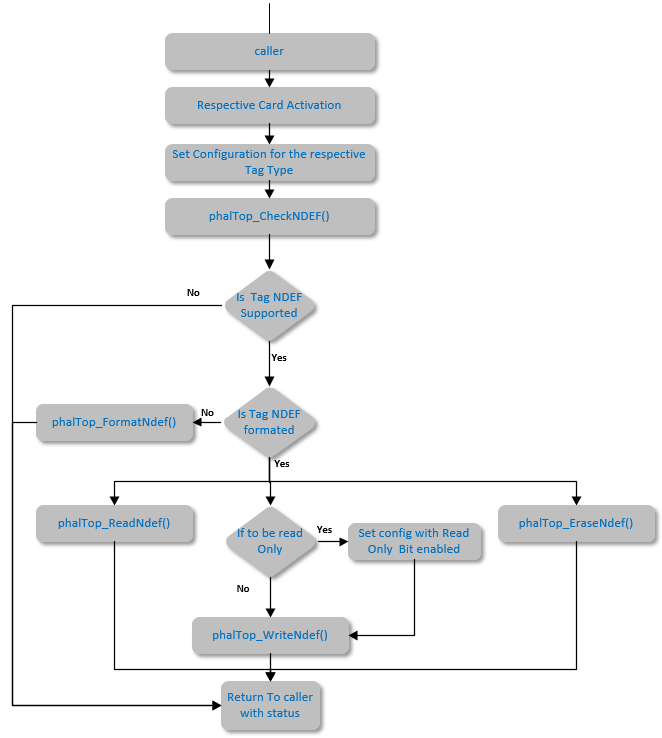 caller
Respective Card Activation
Set Configuration for the respective
Tag Type
phalTop_CheckNDEF()
No
Is Tag NDEF
Supported
Yes
Is Tag NDEF
formated
No
phalTop_FormatNdef()
Yes
phalTop_ReadNdef()
If to be read
Only
Yes
Set config with Read
Only Bit enabled
phalTop_EraseNdef()
No
phalTop_WriteNdef()
Return To caller
with status